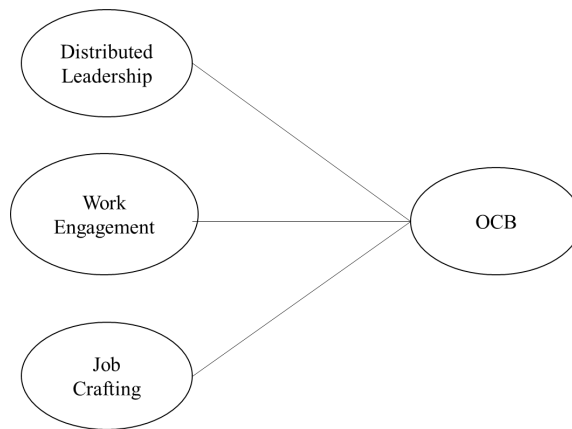 Distributed
Leadership
Work
Engagement
OCB
Job
Crafting